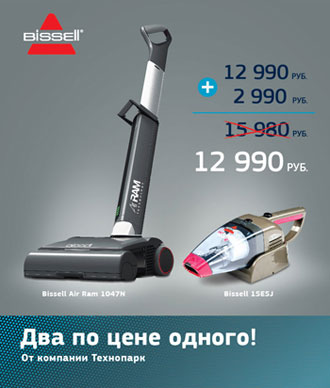 BISSELL
12 990 РУБ.
+
2 990 РУБ.
15 980 РУБ.
12 990 РУБ.
AiRRAM
Bissell Air Ram 1047N
Bissell 15E5J
Два по цене одного!
От компании Технопарк